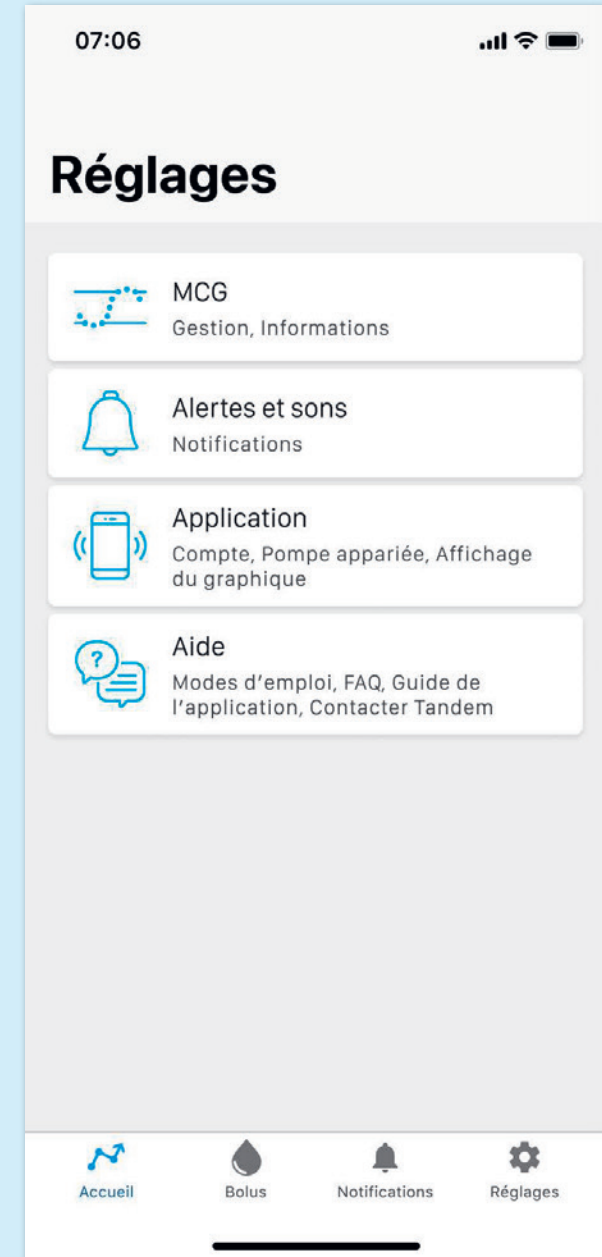 07:06
Réglages
MCG
Gestion, Informations
Alertes et sons
Notifications
Application
Compte, Pompe appariée, Affichage
du graphique
?
Aide
Modes d'emploi, FAQ, Guide de
l'application, Contacter Tandem
Accueil
Bolus
Notifications
Réglages